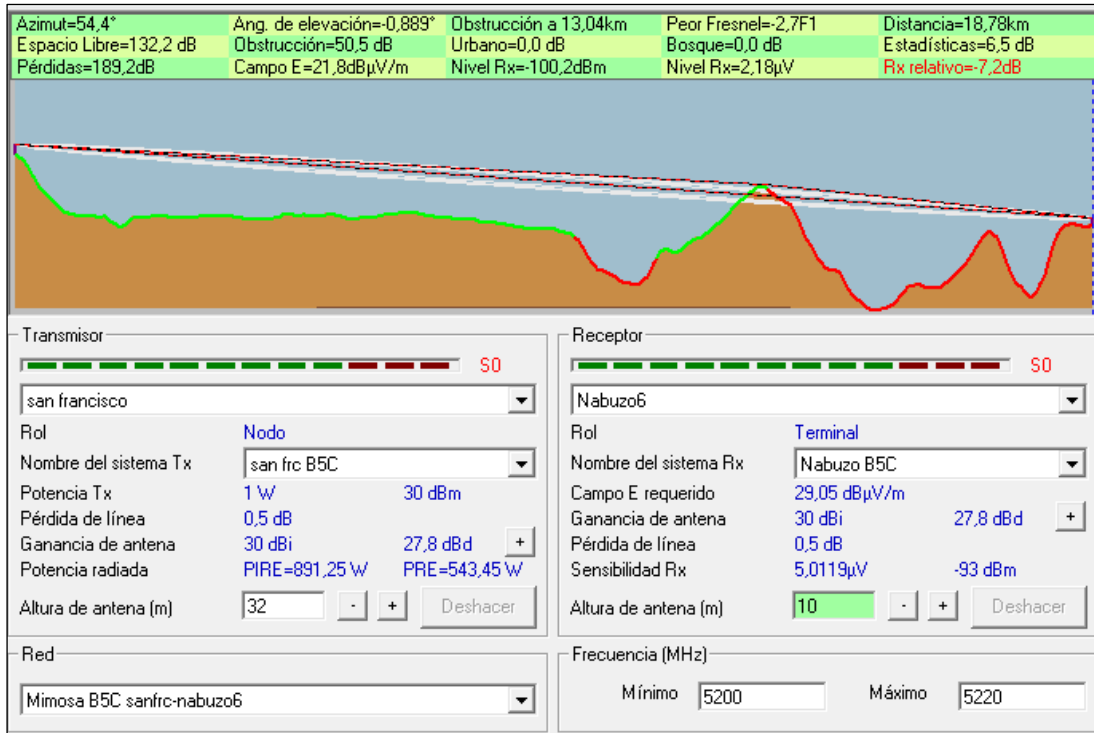 Azimut=54,4° Ang. de elevación=-0,889° Obstrucción a 13,04km Peor Fresnel=-2,7F1 Distancia=18,78km
Espacio Libre=132,2 dB Obstrucción=50,5 dB Urbano=0,0 dB Bosque=0,0 dB Estadísticas=6,5 dB
Pérdidas=189,2dB Campo E=21,8dBμV/m Nivel Rx=-100,2dBm Nivel Rx=2,18μV Rx relativo=-7,2dB
Transmisor
S0
san francisco
Rol Nodo
Nombre del sistema Tx san frc B5C
Potencia Tx 1 W 30 dBm
Pérdida de línea 0,5 dB
Ganancia de antena 30 dBi 27,8 dBd +
Potencia radiada PIRE=891,25 W PRE=543,45 W
Altura de antena (m) 32 - + Deshacer
Red
Mimosa B5C sanfrc-nabuzo6
Receptor
S0
Nabuzo6
Rol Terminal
Nombre del sistema Rx Nabuzo B5C
Campo E requerido 29,05 dBμV/m
Ganancia de antena 30 dBi 27,8 dBd +
Pérdida de línea 0,5 dB
Sensibilidad Rx 5,0119μV -93 dBm
Altura de antena (m) 10 - + Deshacer
Frecuencia (MHz)
Mínimo 5200 Máximo 5220